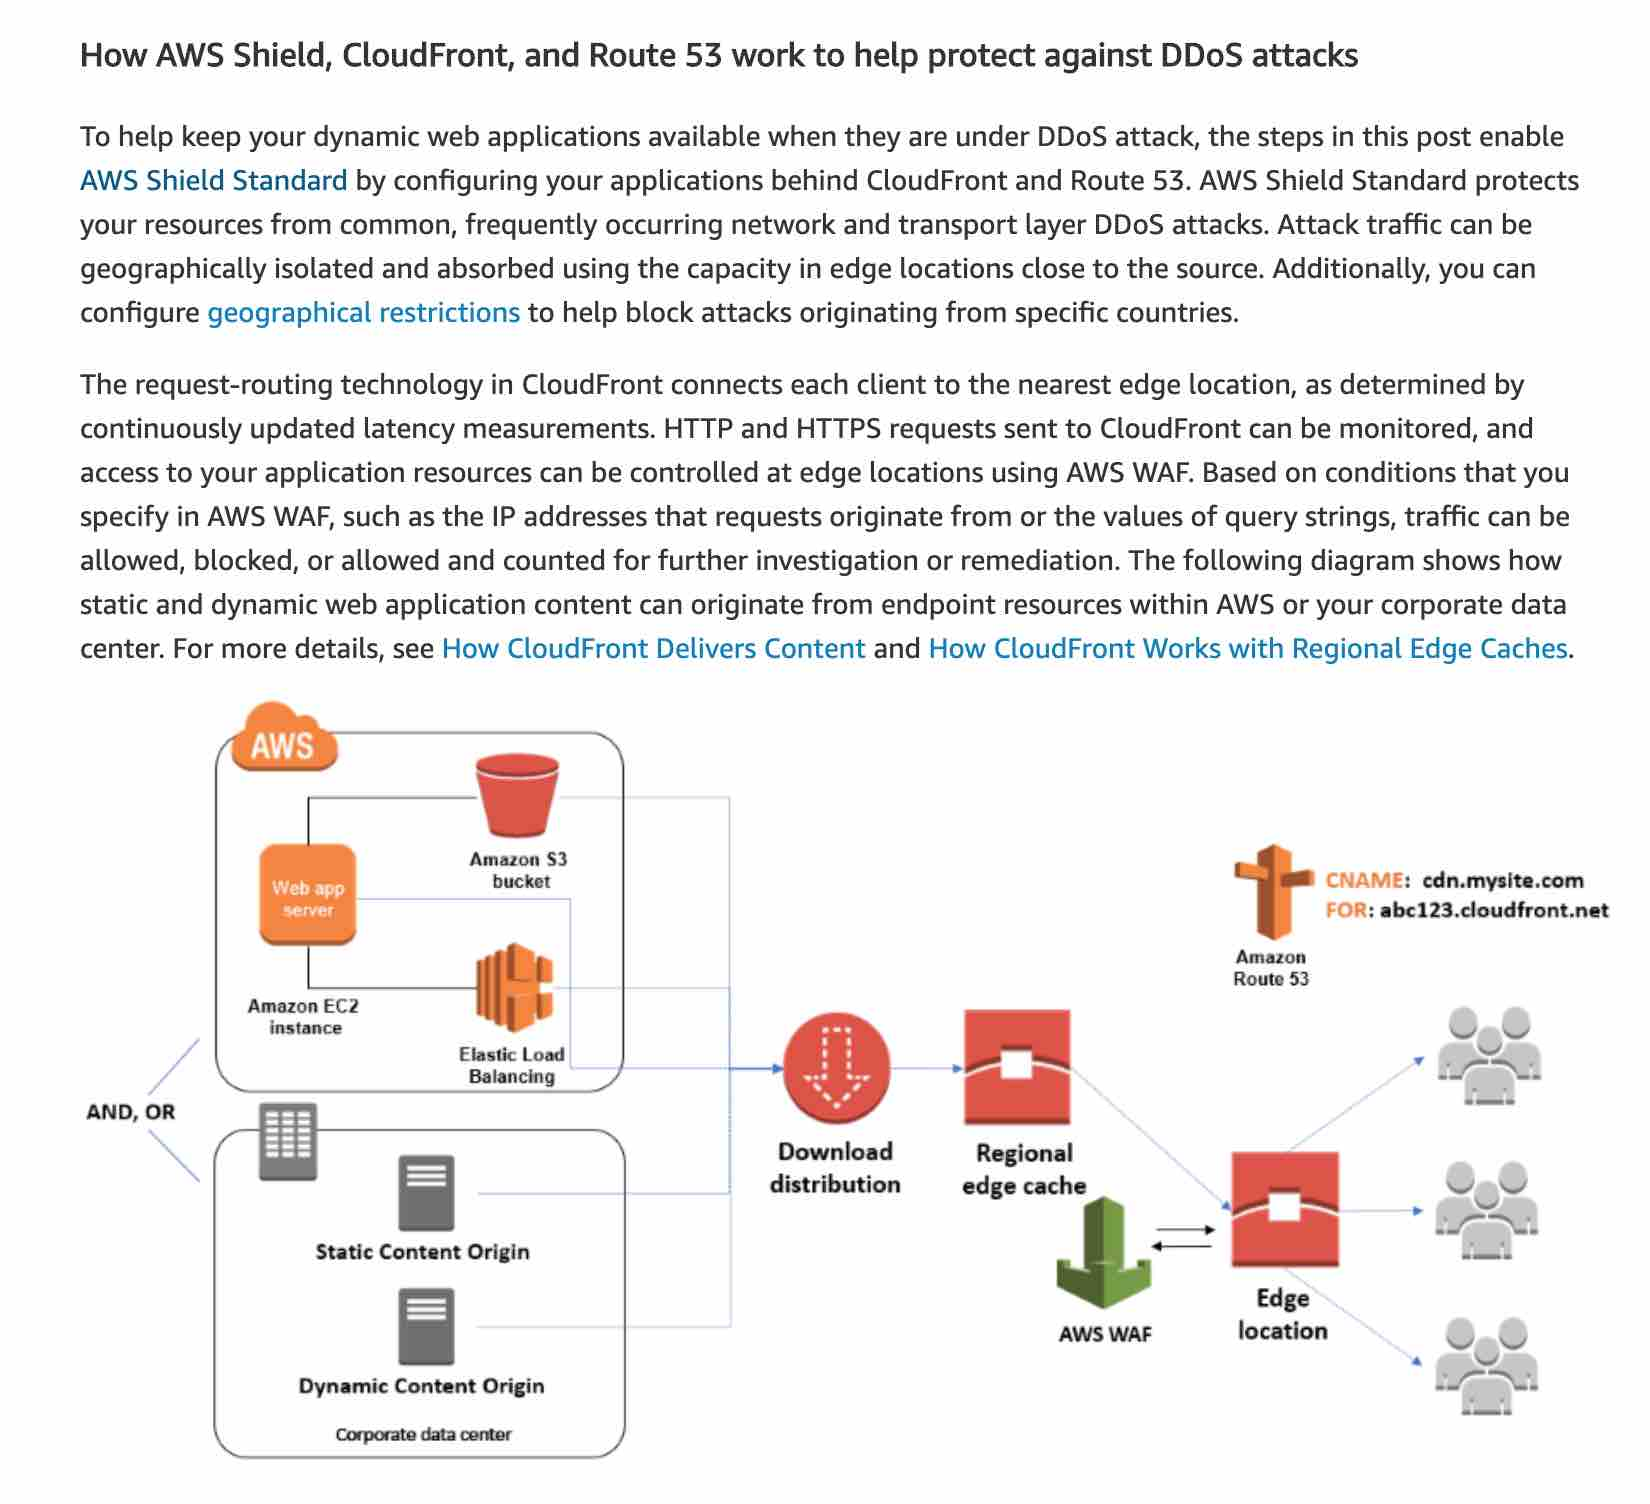 How AWS Shield, CloudFront, and Route 53 work to help protect against DDoS attacks
To help keep your dynamic web applications available when they are under DDoS attack, the steps in this post enable
AWS Shield Standard by configuring your applications behind CloudFront and Route 53. AWS Shield Standard protects
your resources from common, frequently occurring network and transport layer DDoS attacks. Attack traffic can be
geographically isolated and absorbed using the capacity in edge locations close to the source. Additionally, you can
configure geographical restrictions to help block attacks originating from specific countries.
The request-routing technology in CloudFront connects each client to the nearest edge location, as determined by
continuously updated latency measurements. HTTP and HTTPS requests sent to CloudFront can be monitored, and
access to your application resources can be controlled at edge locations using AWS WAF. Based on conditions that you
specify in AWS WAF, such as the IP addresses that requests originate from or the values of query strings, traffic can be
allowed, blocked, or allowed and counted for further investigation or remediation. The following diagram shows how
static and dynamic web application content can originate from endpoint resources within AWS or your corporate data
center. For more details, see How CloudFront Delivers Content and How CloudFront Works with Regional Edge Caches.
AWS
Amazon S3
bucket
Web app
server
Amazon EC2
instance
Elastic Load
Balancing
AND, OR
Static Content Origin
Dynamic Content Origin
Corporate data center
Download
distribution
Regional
edge cache
AWS WAF
Edge
location
CNAME: cdn.mysite.com
FOR: abc123.cloudfront.net
Amazon
Route 53